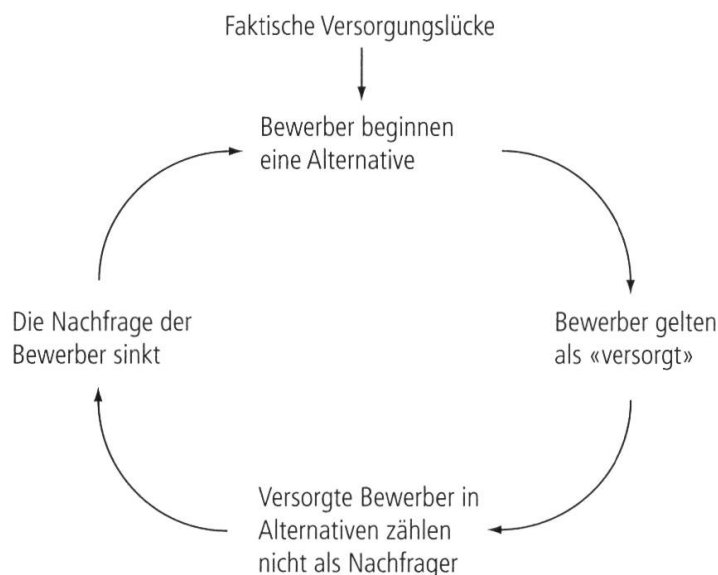 Faktische Versorgungslücke
Bewerber beginnen
eine Alternative
Bewerber gelten
als «versorgt»
Versorgte Bewerber in
Alternativen zählen
nicht als Nachfrager
Die Nachfrage der
Bewerber sinkt